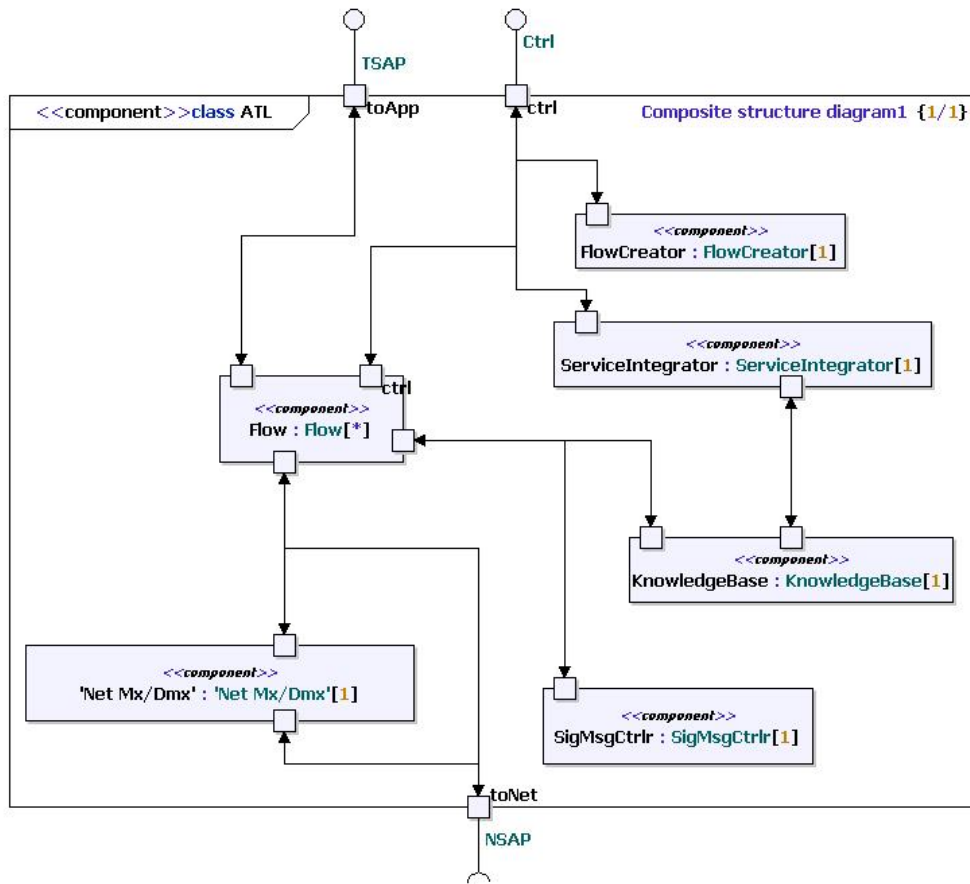 Ctrl
TSAP
<<component>>class ATL
toApp
ctrl
Composite structure diagram1 {1/1}
<<component>>
FlowCreator : FlowCreator[1]
<<component>>
ServiceIntegrator : ServiceIntegrator[1]
ctrl
<<component>>
Flow : Flow[*]
<<component>>
KnowledgeBase : KnowledgeBase[1]
<<component>>
'Net Mx/Dmx' : 'Net Mx/Dmx'[1]
<<component>>
SigMsgCtrlr : SigMsgCtrlr[1]
toNet
NSAP